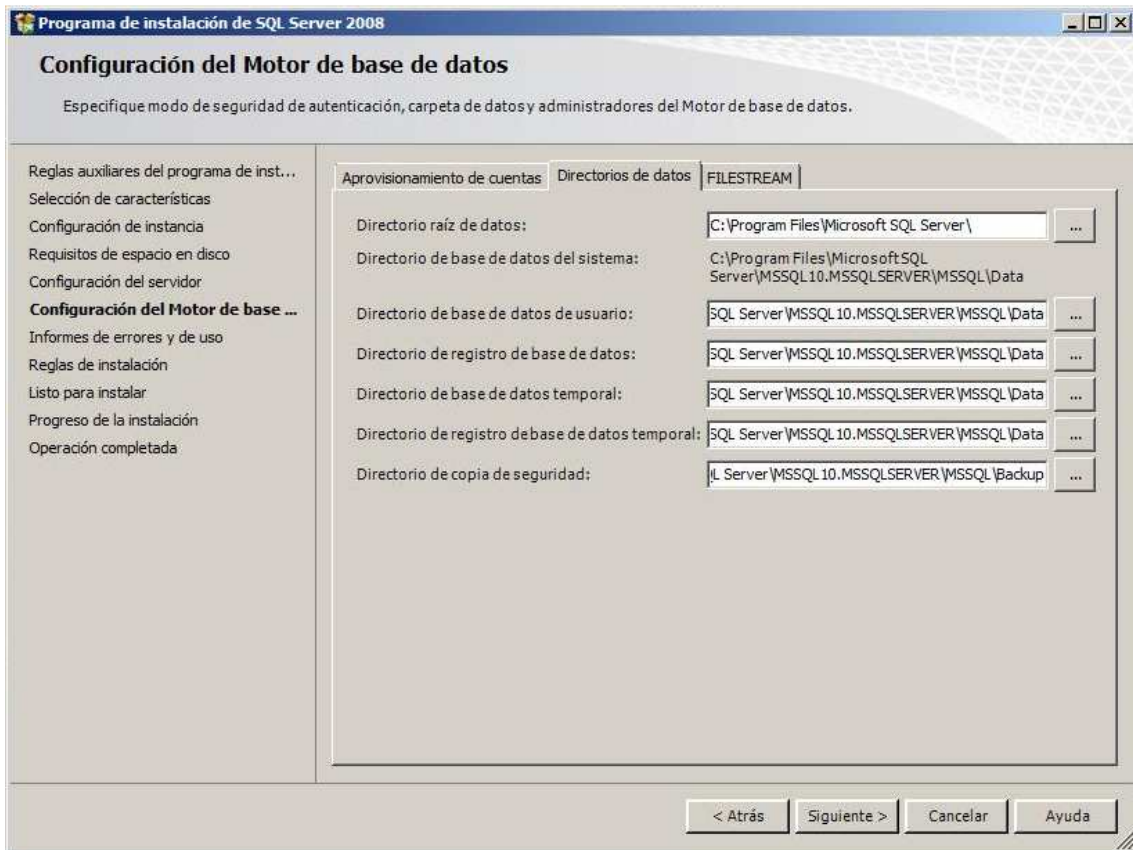 Programa de instalación de SQL Server 2008
Configuración del Motor de base de datos
Especifique modo de seguridad de autenticación, carpeta de datos y administradores del Motor de base de datos.
Reglas auxiliares del programa de inst...
Selección de características
Configuración de instancia
Requisitos de espacio en disco
Configuración del servidor
Configuración del Motor de base ...
Informes de errores y de uso
Reglas de instalación
Listo para instalar
Progreso de la instalación
Operación completada
Aprovisionamiento de cuentas Directorios de datos FILESTREAM
Directorio raíz de datos: C:\Program Files\Microsoft SQL Server\ ...
Directorio de base de datos del sistema: C:\Program Files\Microsoft SQL
Server\MSSQL10.MSSQLSERVER\MSSQL\Data
Directorio de base de datos de usuario: SQL Server\MSSQL10.MSSQLSERVER\MSSQL\Data ...
Directorio de registro de base de datos: SQL Server\MSSQL10.MSSQLSERVER\MSSQL\Data ...
Directorio de base de datos temporal: SQL Server\MSSQL10.MSSQLSERVER\MSSQL\Data ...
Directorio de registro de base de datos temporal: SQL Server\MSSQL10.MSSQLSERVER\MSSQL\Data ...
Directorio de copia de seguridad: L Server\MSSQL10.MSSQLSERVER\MSSQL\Backup ...
< Atrás Siguiente > Cancelar Ayuda